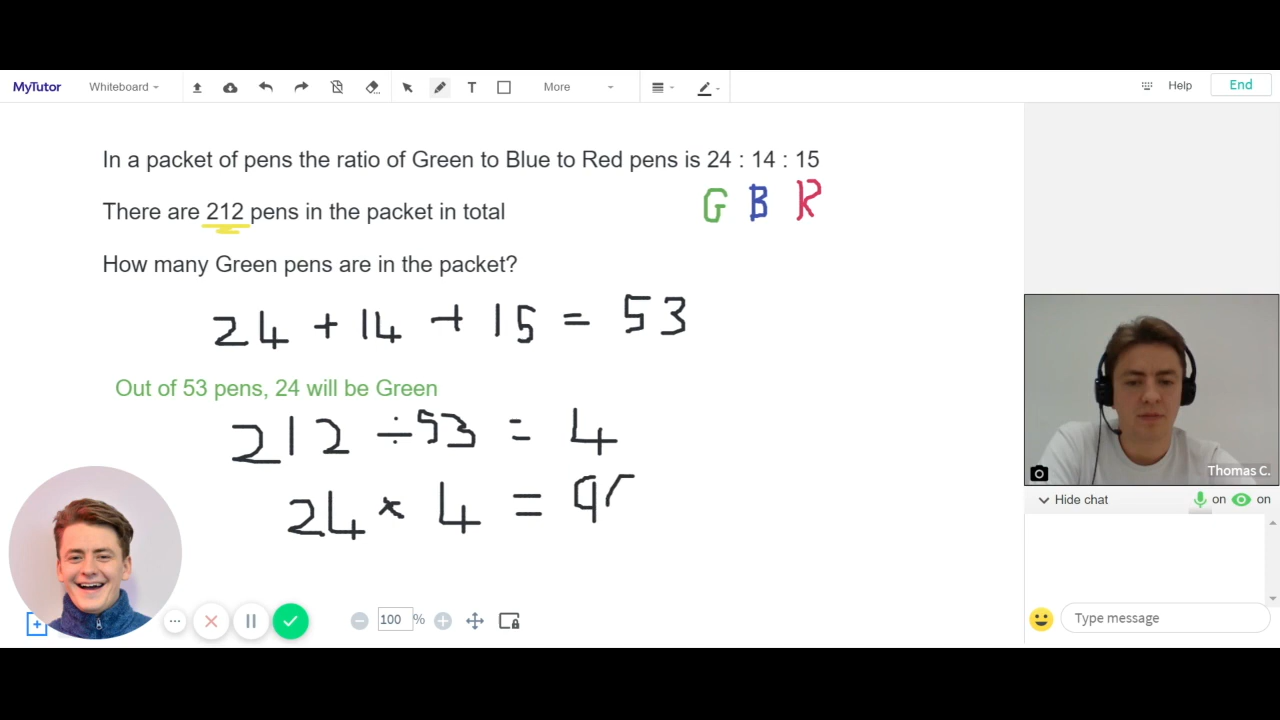 MyTutor Whiteboard More Help End
In a packet of pens the ratio of Green to Blue to Red pens is 24 : 14 : 15
G B R
There are 212 pens in the packet in total
How many Green pens are in the packet?
24 + 14 + 15 = 53
Out of 53 pens, 24 will be Green
212 ÷ 53 = 4
24 × 4 = 9
Thomas C.
Hide chat on on
100 %
Type message